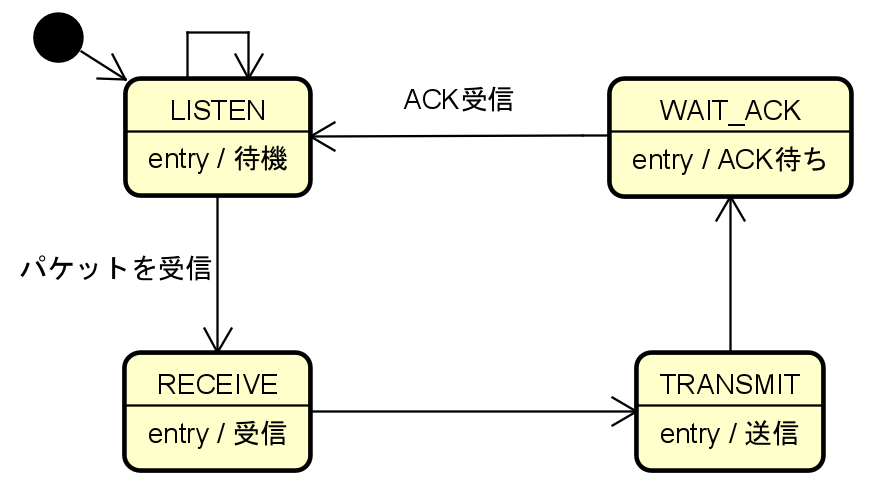 LISTEN
entry / 待機
ACK受信
WAIT_ACK
entry / ACK待ち
パケットを受信
RECEIVE
entry / 受信
TRANSMIT
entry / 送信